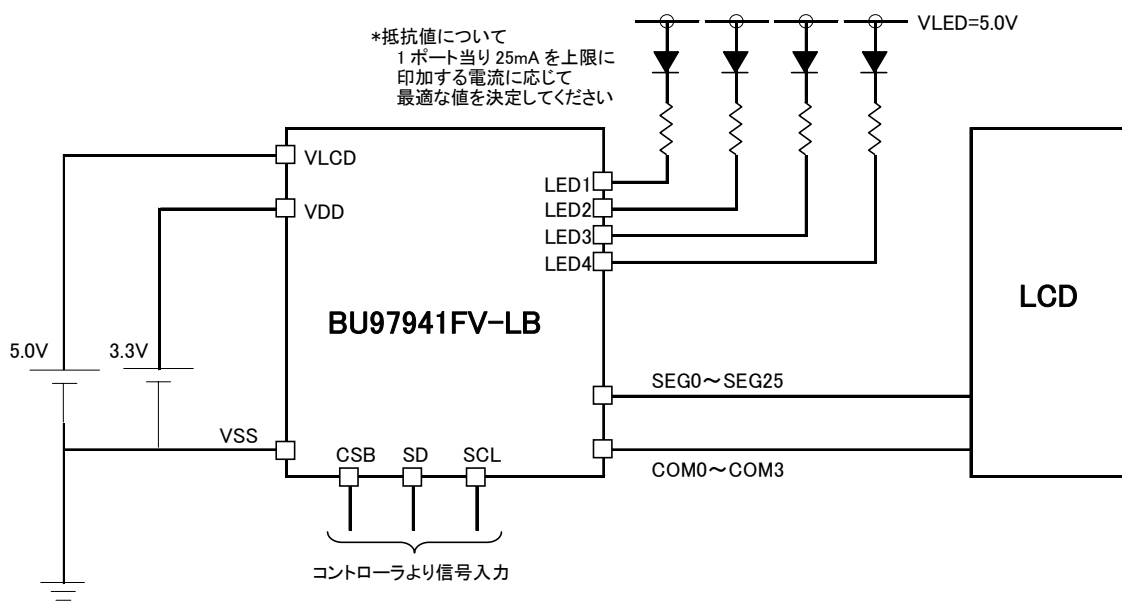 VLED=5.0V
*抵抗値について
1ポート当り25mAを上限に
印加する電流に応じて
最適な値を決定してください
VLCD
VDD
LED1
LED2
LED3
LED4
BU97941FV-LB
LCD
5.0V
3.3V
SEG0～SEG25
VSS
CSB
SD
SCL
COM0～COM3
コントローラより信号入力